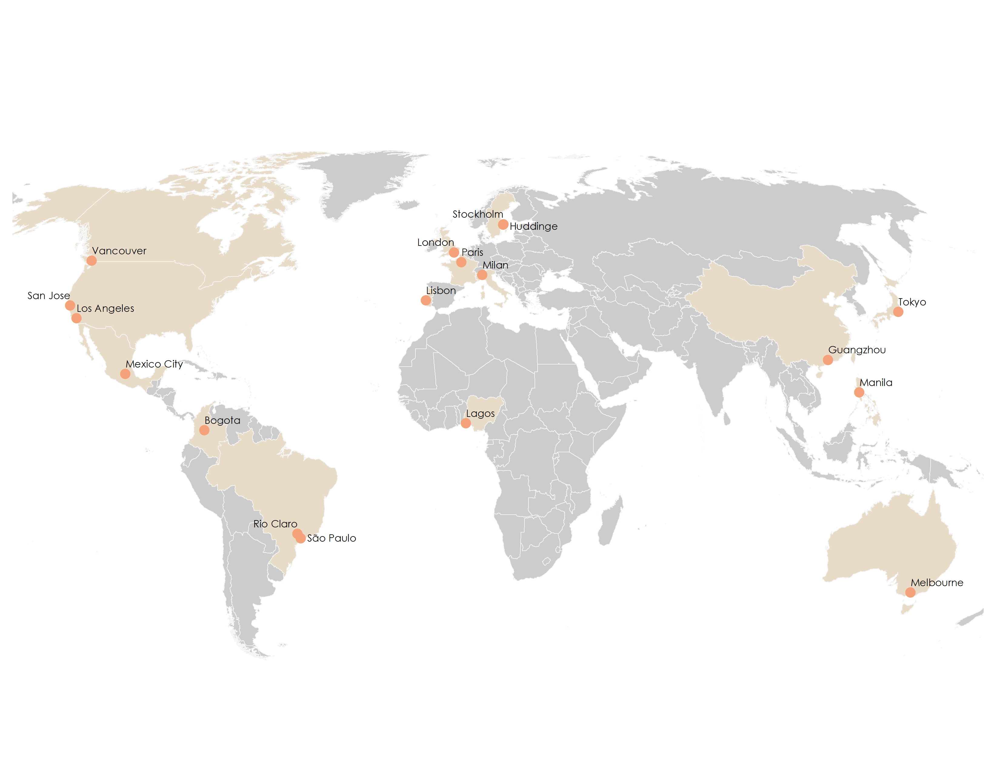 Stockholm
Huddinge
London
Vancouver
Paris
Milan
Lisbon
San Jose
Los Angeles
Tokyo
Guangzhou
Mexico City
Manila
Lagos
Bogota
Rio Claro
São Paulo
Melbourne